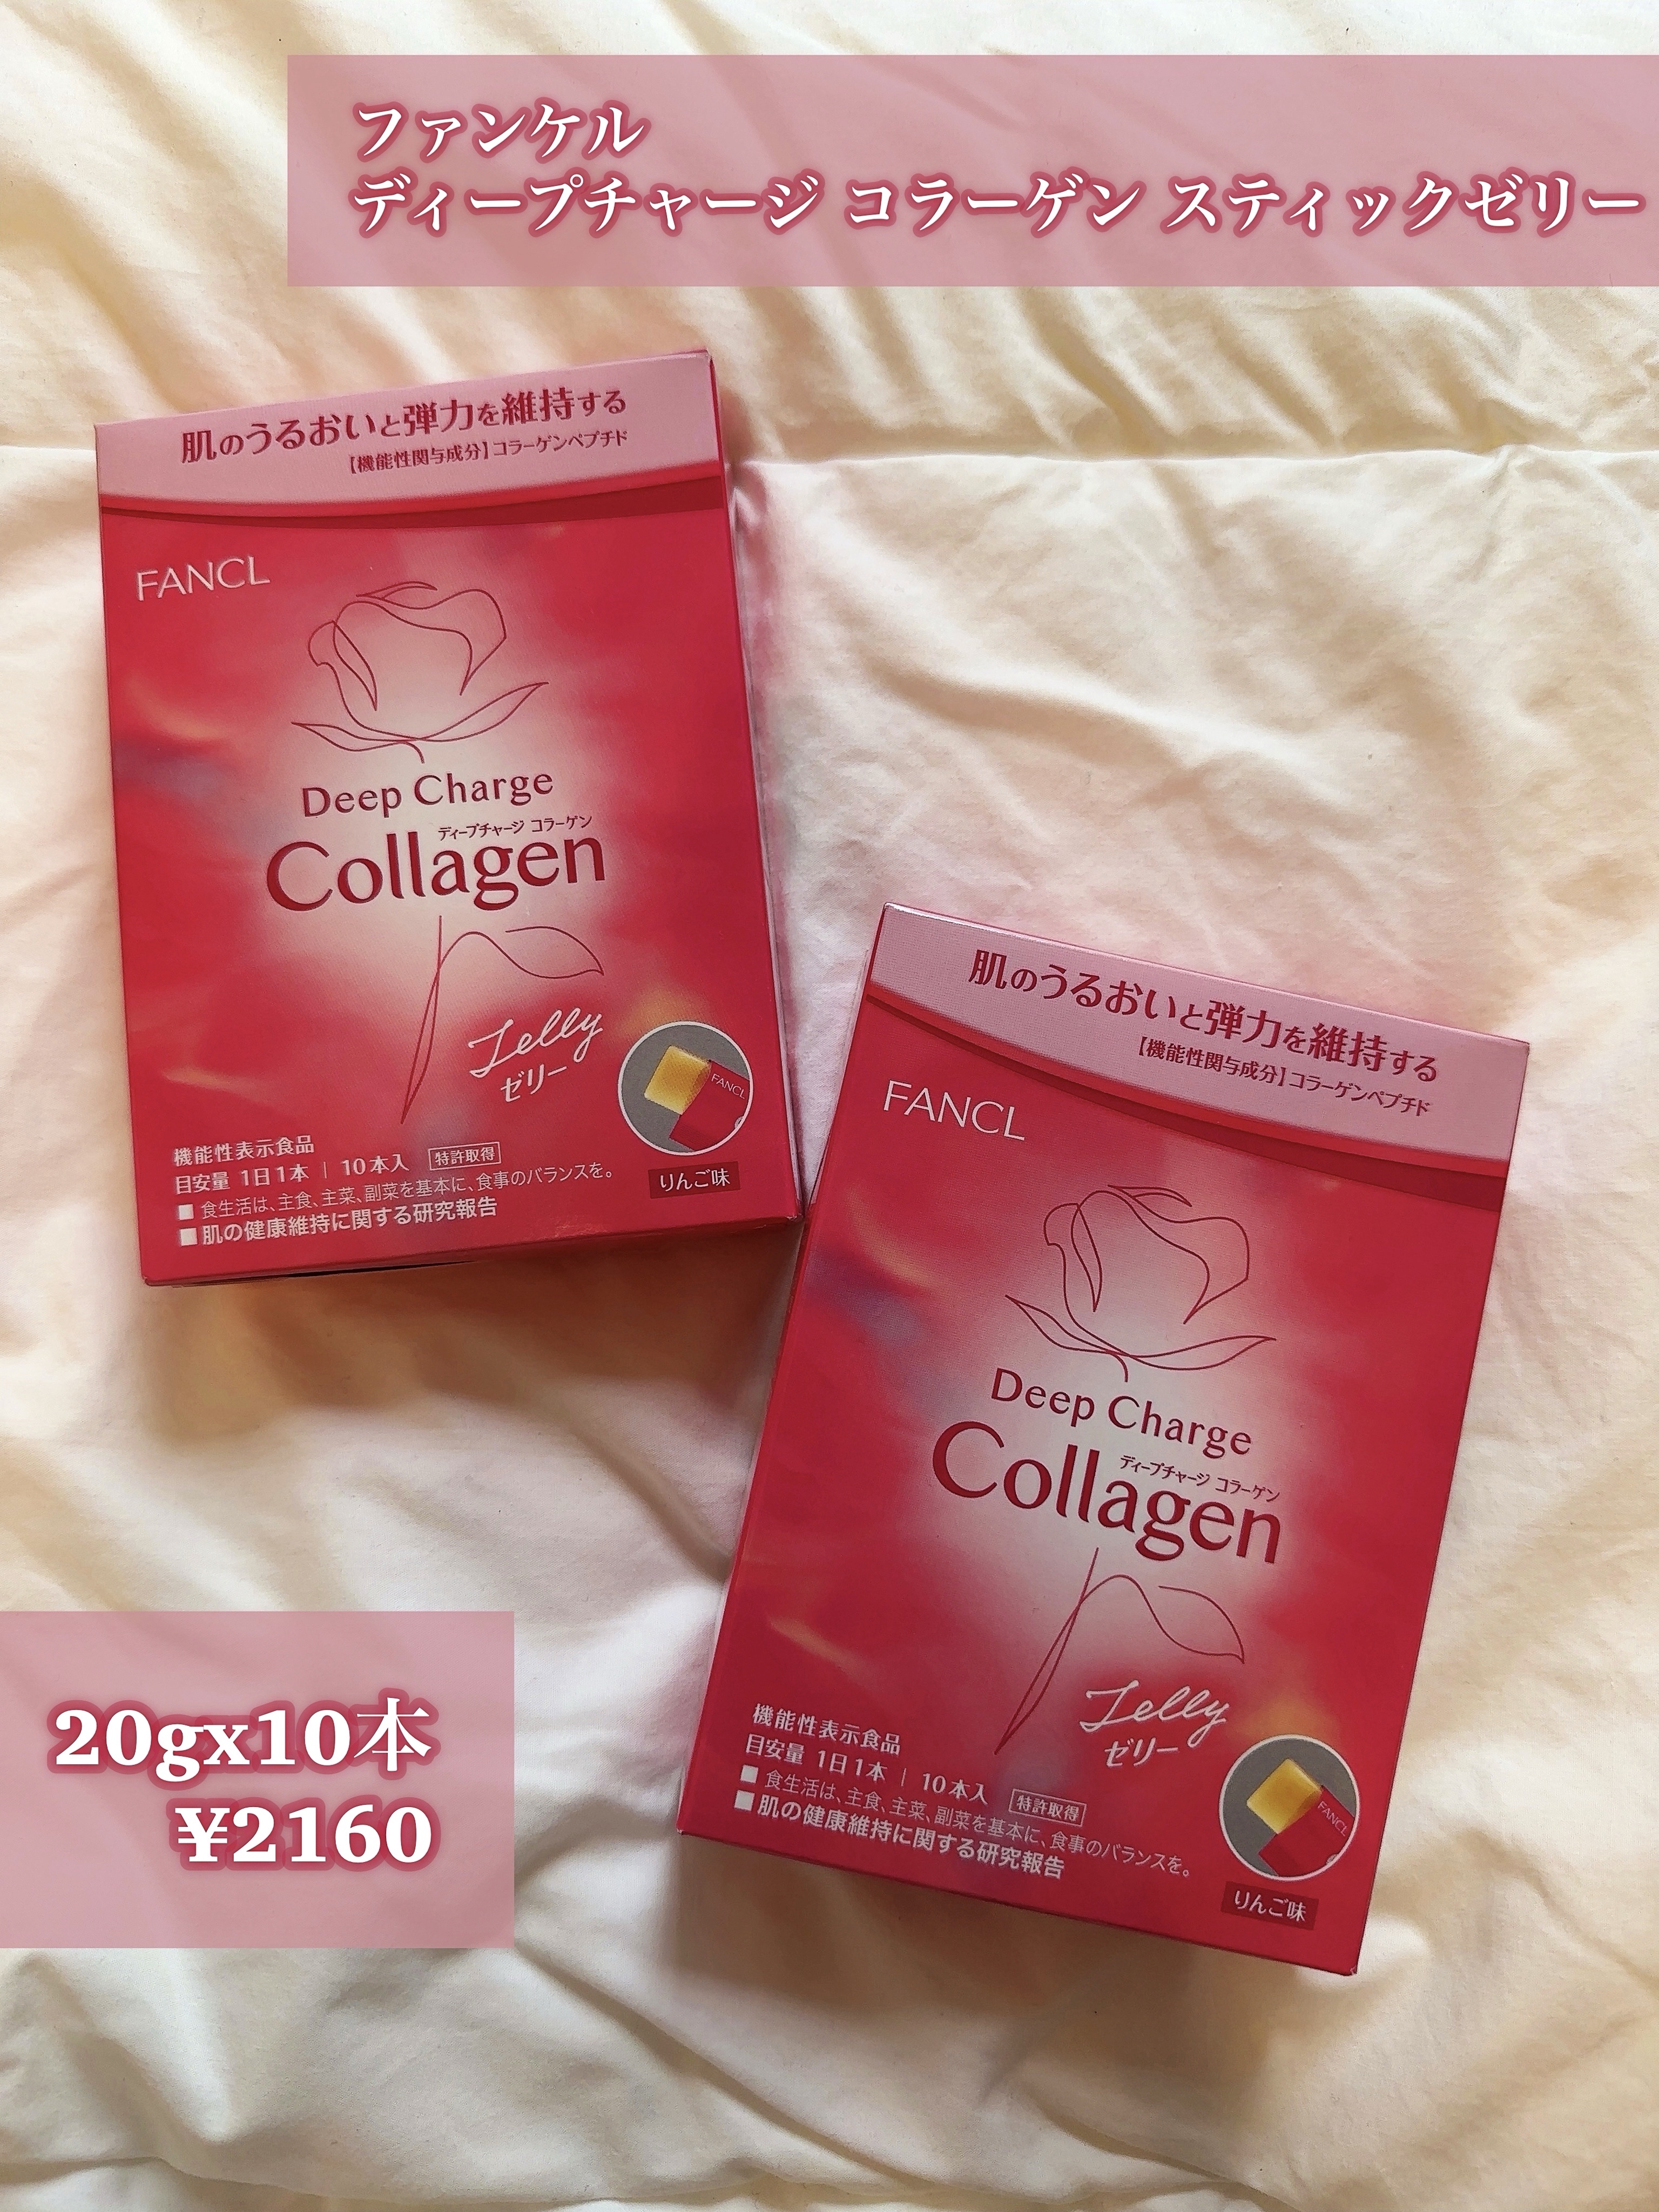 ファンケル
ディープチャージ コラーゲン スティックゼリー
肌のうるおいと弾力を維持する
【機能性関与成分】コラーゲンペプチド
FANCL
Deep Charge
ディープチャージ コラーゲン
Collagen
Jelly
ゼリー
FANCL
りんご味
機能性表示食品
目安量 1日1本 | 10本入 特許取得
■ 食生活は、主食、主菜、副菜を基本に、食事のバランスを。
■ 肌の健康維持に関する研究報告
肌のうるおいと弾力を維持する
【機能性関与成分】コラーゲンペプチド
FANCL
Deep Charge
ディープチャージ コラーゲン
Collagen
Jelly
ゼリー
FANCL
りんご味
機能性表示食品
目安量 1日1本 | 10本入 特許取得
■ 食生活は、主食、主菜、副菜を基本に、食事のバランスを。
■ 肌の健康維持に関する研究報告
20gx10本
¥2160